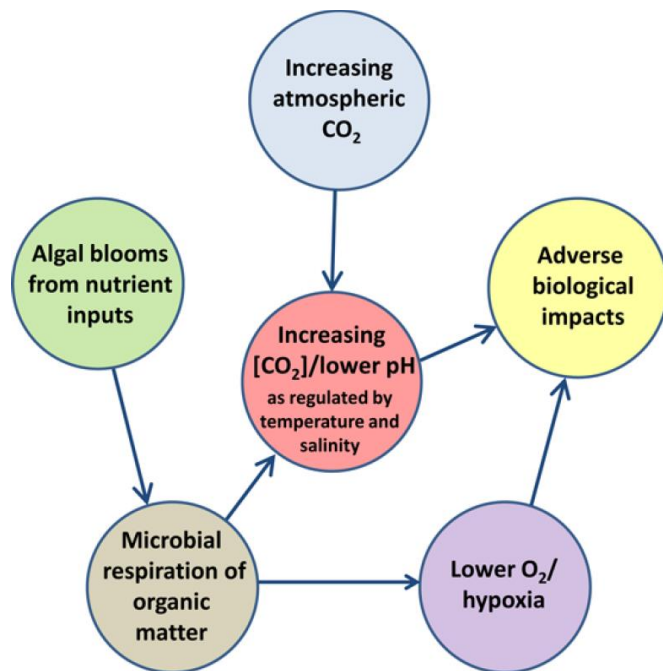 Increasing
atmospheric
CO₂
Algal blooms
from nutrient
inputs
Adverse
biological
impacts
Increasing
[CO₂]/lower pH
as regulated by
temperature and
salinity
Microbial
respiration of
organic
matter
Lower O₂/
hypoxia